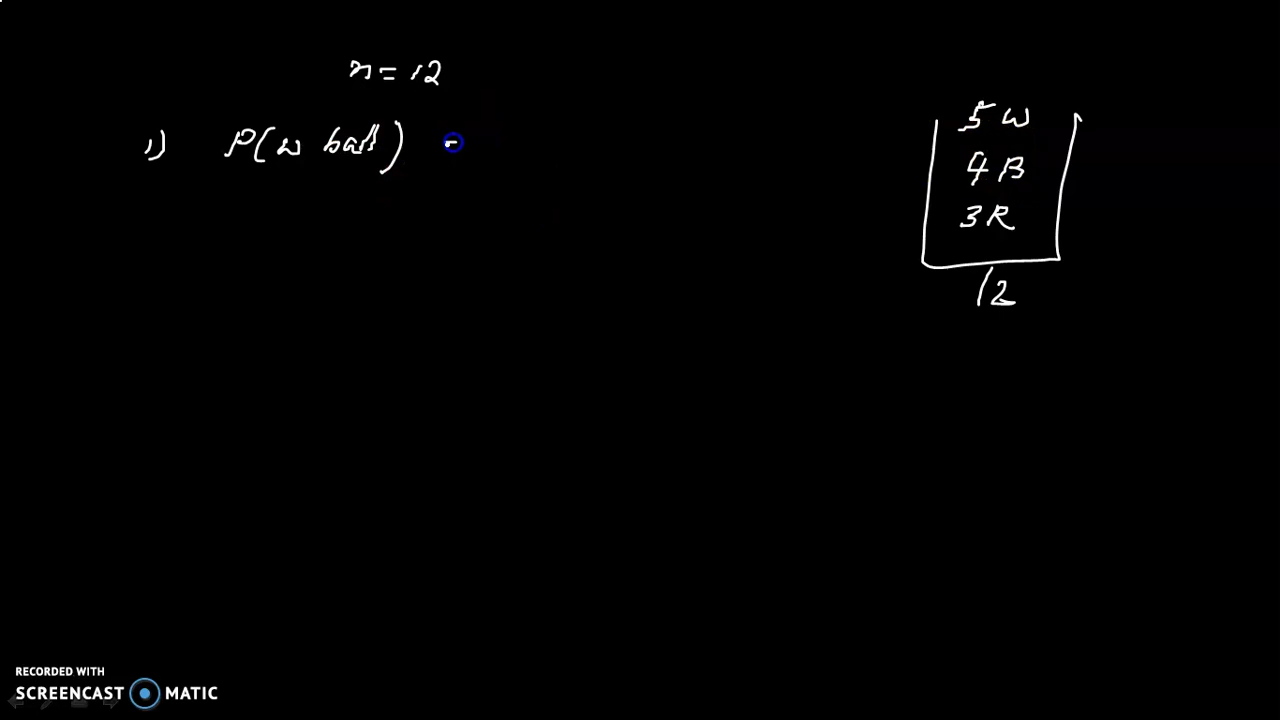 n = 12
1) P(w ball) =
5 W
4 B
3 R
12
RECORDED WITH
SCREENCAST MATIC